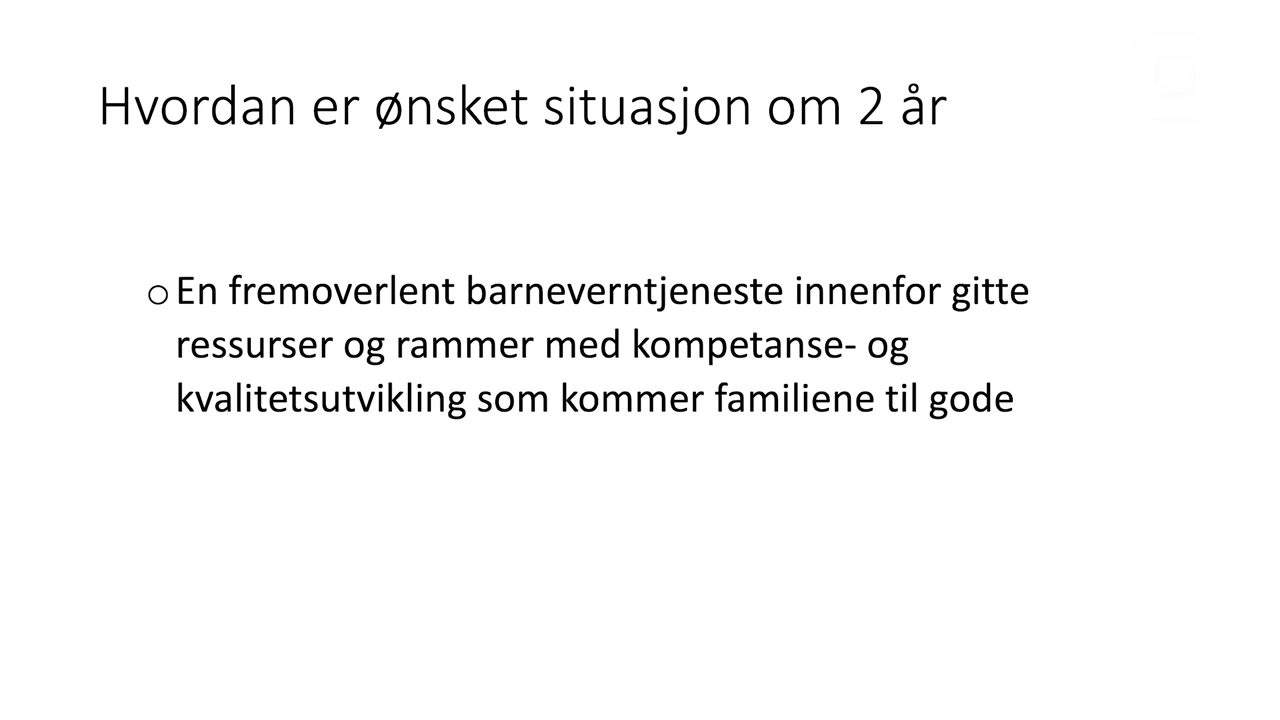 Hvordan er ønsket situasjon om 2 år
o En fremoverlent barneverntjeneste innenfor gitte
ressurser og rammer med kompetanse- og
kvalitetsutvikling som kommer familiene til gode